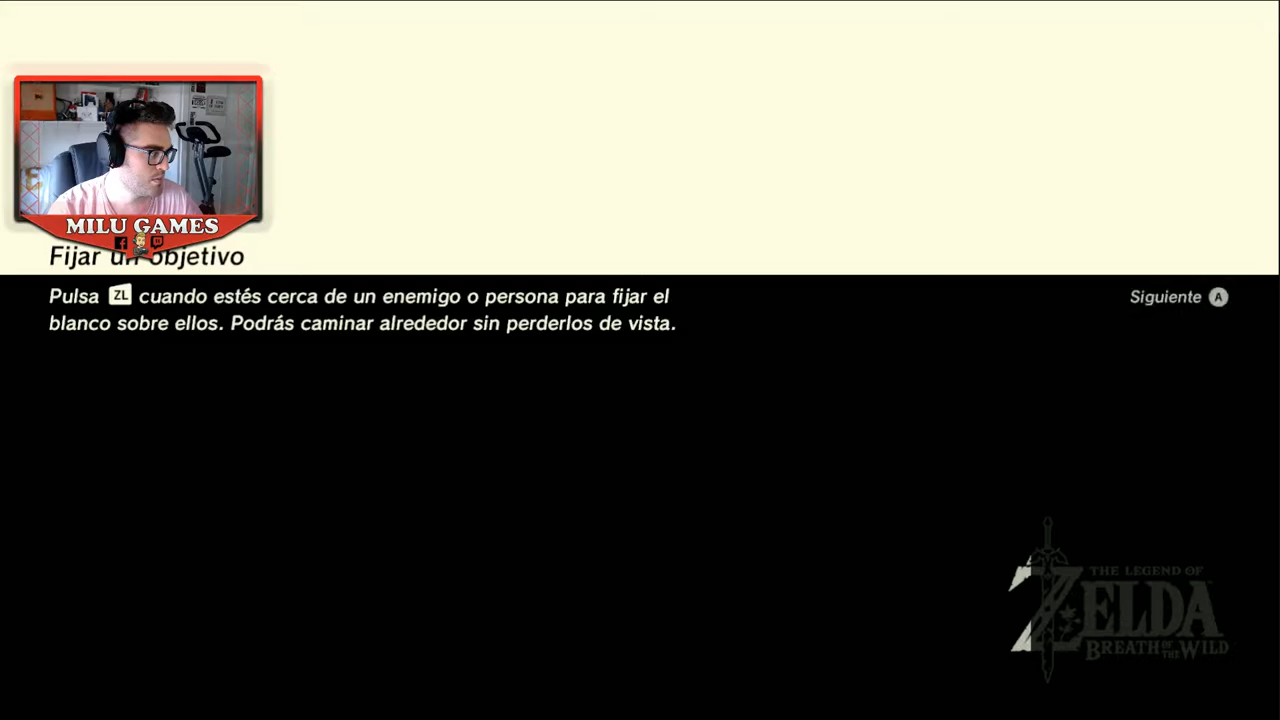 MILU GAMES
Fijar un objetivo
Pulsa ZL cuando estés cerca de un enemigo o persona para fijar el
blanco sobre ellos. Podrás caminar alrededor sin perderlos de vista.
Siguiente A
THE LEGEND OF
ZELDA
BREATH OF THE WILD